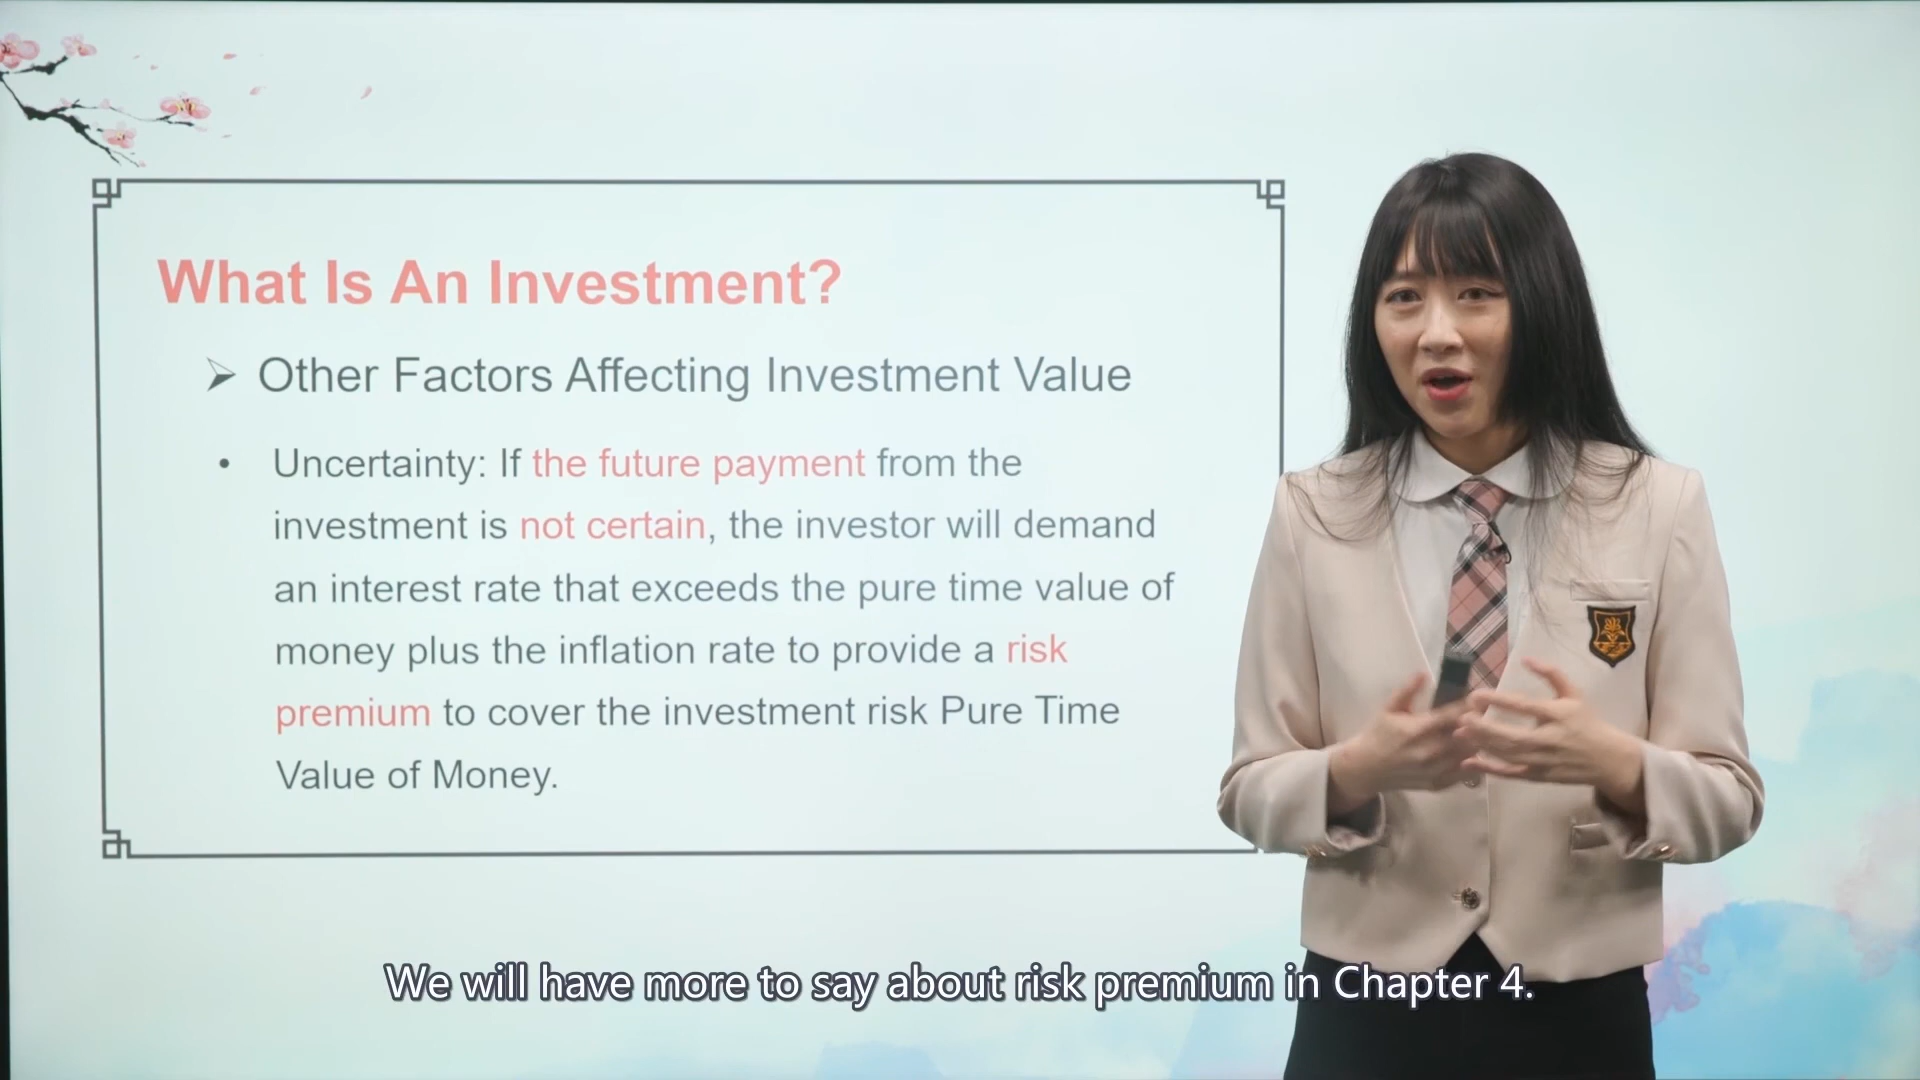 What Is An Investment?
➢ Other Factors Affecting Investment Value
• Uncertainty: If the future payment from the
investment is not certain, the investor will demand
an interest rate that exceeds the pure time value of
money plus the inflation rate to provide a risk
premium to cover the investment risk Pure Time
Value of Money.
We will have more to say about risk premium in Chapter 4.